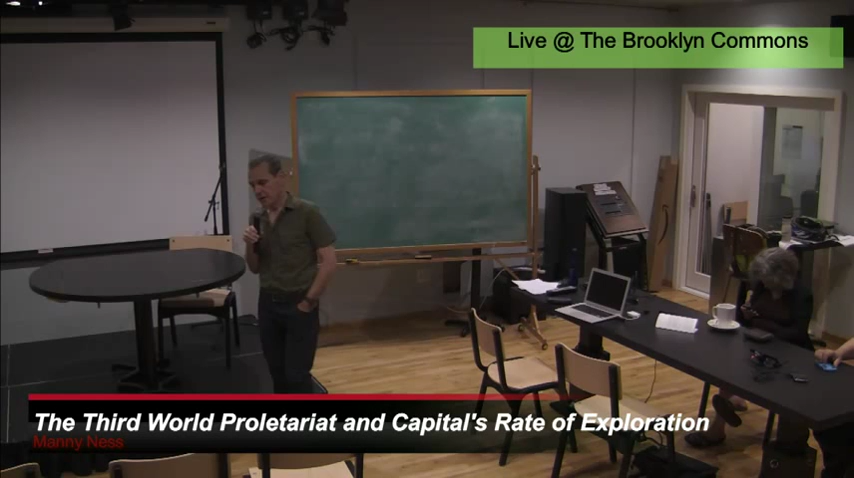 Live @ The Brooklyn Commons
The Third World Proletariat and Capital's Rate of Exploration
Manny Ness